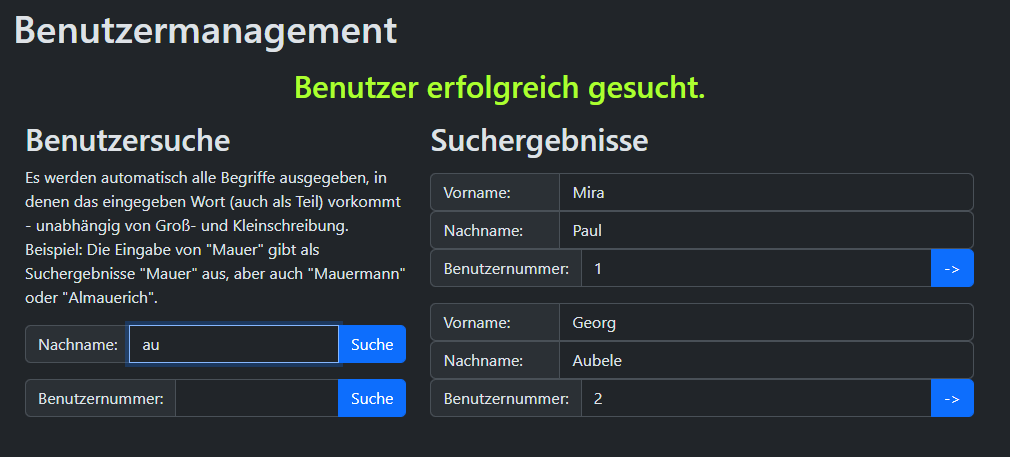 Benutzermanagement
Benutzer erfolgreich gesucht.
Benutzersuche
Es werden automatisch alle Begriffe ausgegeben, in
denen das eingegeben Wort (auch als Teil) vorkommt
- unabhängig von Groß- und Kleinschreibung.
Beispiel: Die Eingabe von "Mauer" gibt als
Suchergebnisse "Mauer" aus, aber auch "Mauermann"
oder "Almauerich".
Nachname: au Suche
Benutzernummer: Suche
Suchergebnisse
Vorname: Mira
Nachname: Paul
Benutzernummer: 1 ->
Vorname: Georg
Nachname: Aubele
Benutzernummer: 2 ->